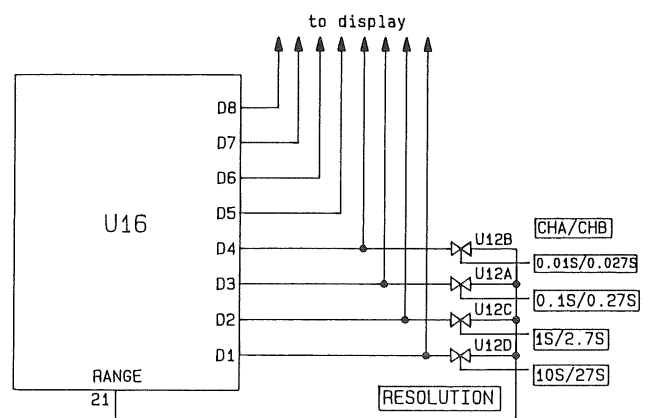 to display
D8
D7
D6
D5
U16
D4
U12B
CHA/CHB
0.01S/0.027S
D3
U12A
0.1S/0.27S
D2
U12C
1S/2.7S
D1
U12D
10S/27S
RANGE
21
RESOLUTION